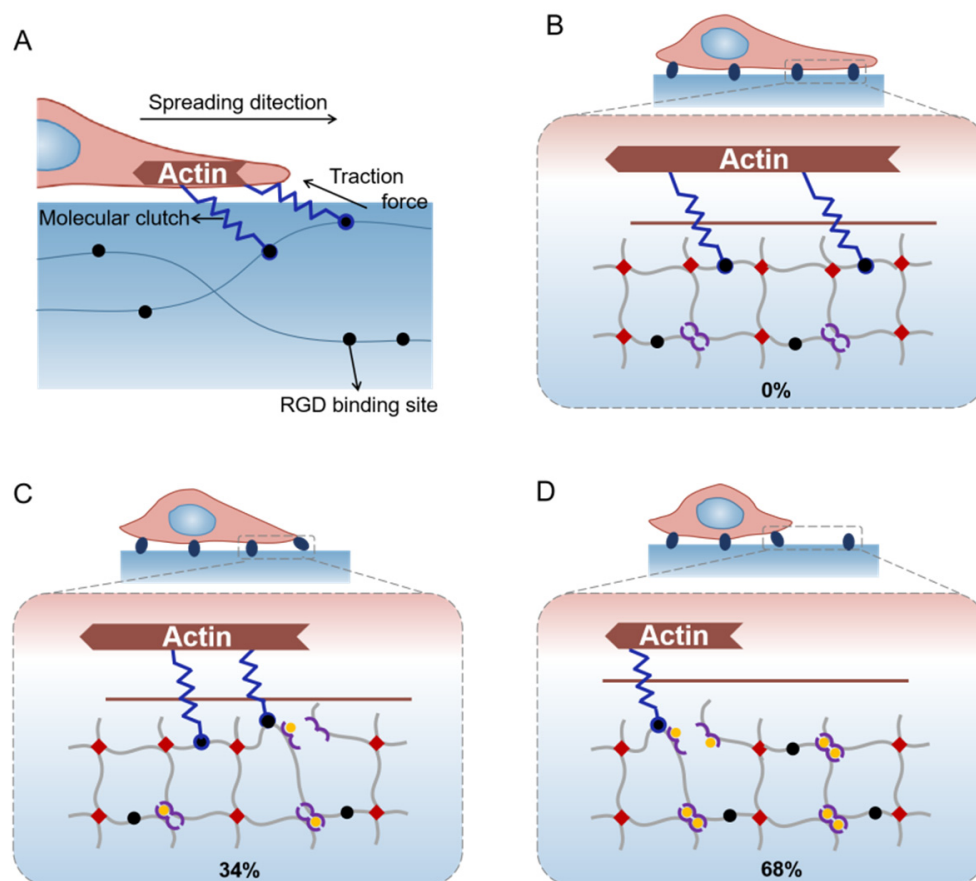 A
Spreading ditection
Actin
Traction
force
Molecular clutch
RGD binding site
B
Actin
0%
C
Actin
34%
D
Actin
68%